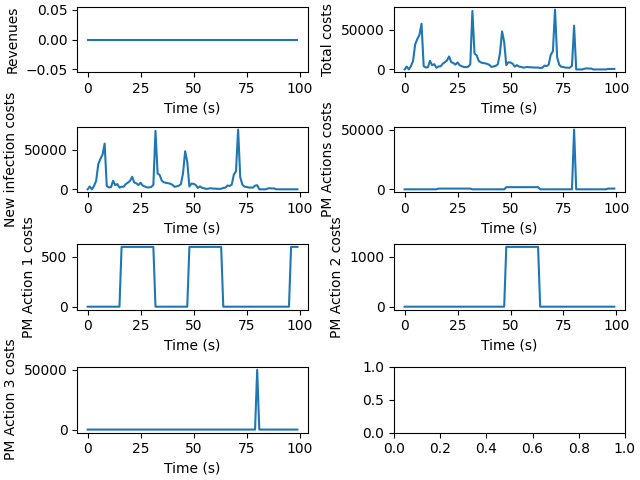 Revenues
0.05
0.00
−0.05
0 25 50 75 100
Time (s)
Total costs
50000
0
0 25 50 75 100
Time (s)
New infection costs
50000
0
0 25 50 75 100
Time (s)
PM Actions costs
50000
0
0 25 50 75 100
Time (s)
PM Action 1 costs
500
0
0 25 50 75 100
Time (s)
PM Action 2 costs
1000
0
0 25 50 75 100
Time (s)
PM Action 3 costs
50000
0
0 25 50 75 100
Time (s)
1.0
0.5
0.0
0.0 0.2 0.4 0.6 0.8 1.0